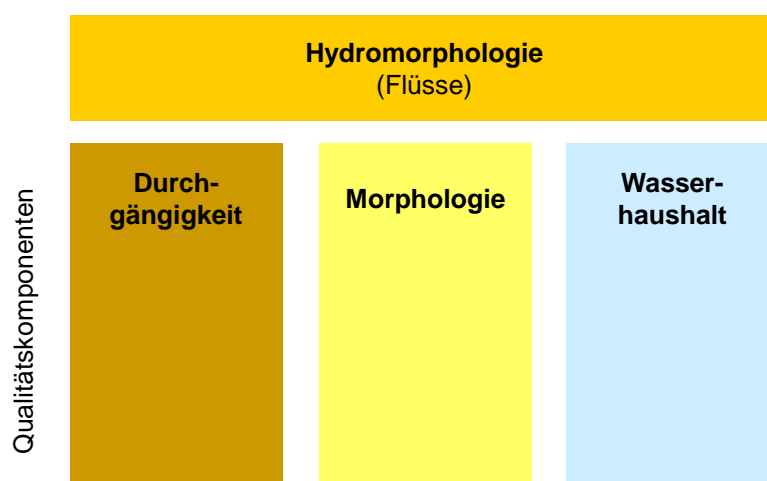 Hydromorphologie
(Flüsse)
Durch-
gängigkeit
Morphologie
Wasser-
haushalt
Qualitätskomponenten